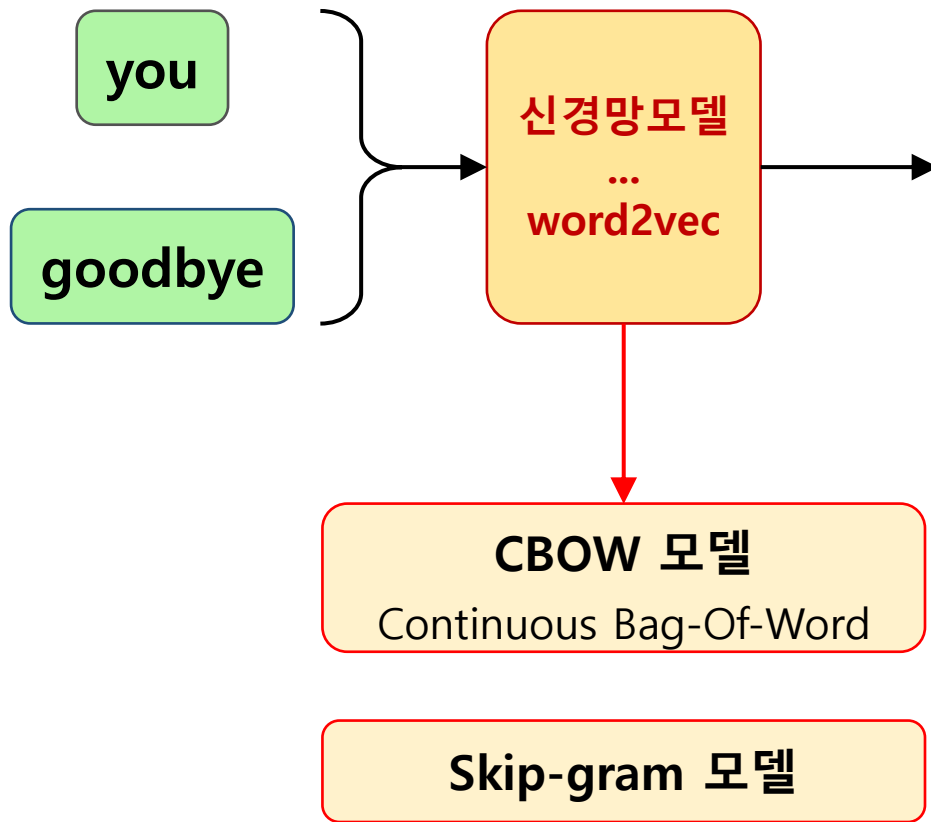 you
goodbye
신경망모델
...
word2vec
CBOW 모델
Continuous Bag-Of-Word
Skip-gram 모델